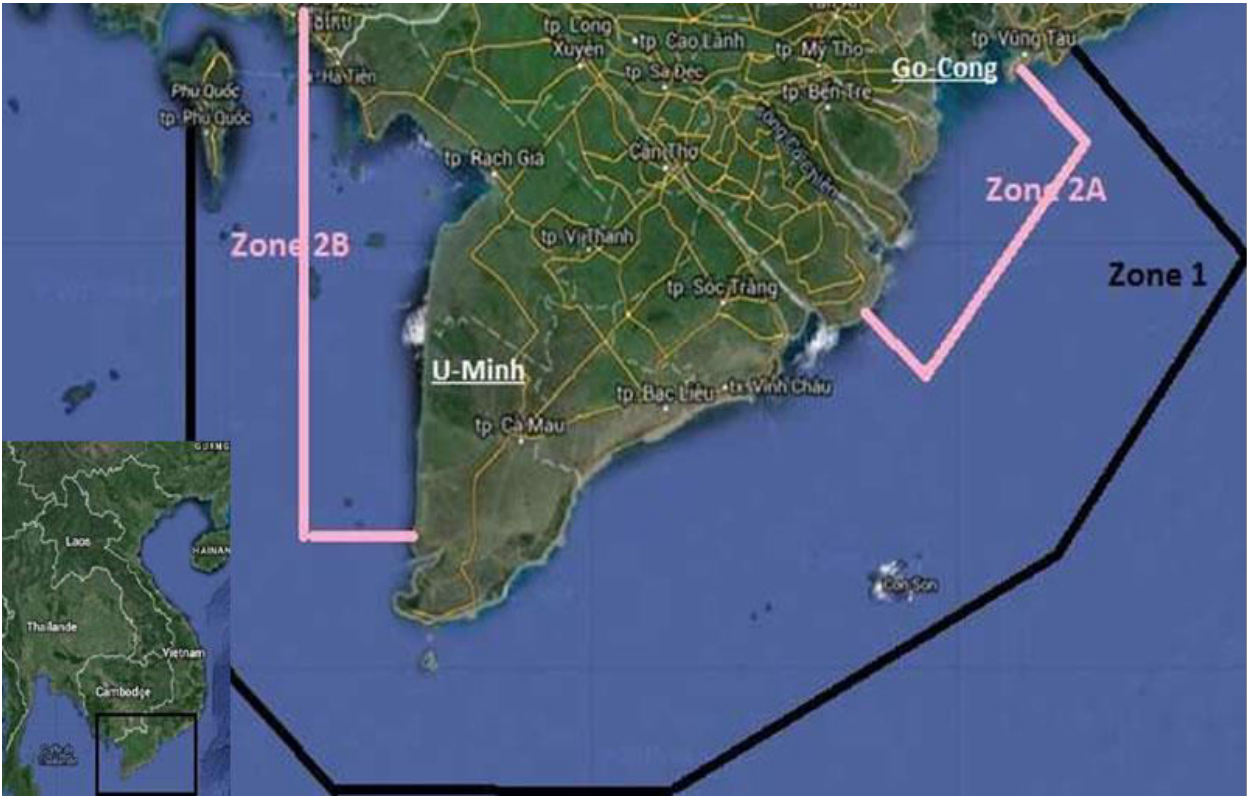 tp. Long
Xuyên
tp. Cao Lãnh
tp. Mỹ Tho
tp. Vũng Tàu
Hà Tiên
tp. Sa Đéc
Go-Cong
Phú Quốc
tp. Phú Quốc
tp. Bến Tre
tp. Rạch Giá
Cần Thơ
Zone 2A
Zone 2B
tp. Vị Thanh
Zone 1
tp. Sóc Trăng
U-Minh
tp. Bạc Liêu
tx. Vĩnh Châu
tp. Cà Mau
Côn Sơn
Laos
HAINAN
Thaïlande
Vietnam
Cambodge